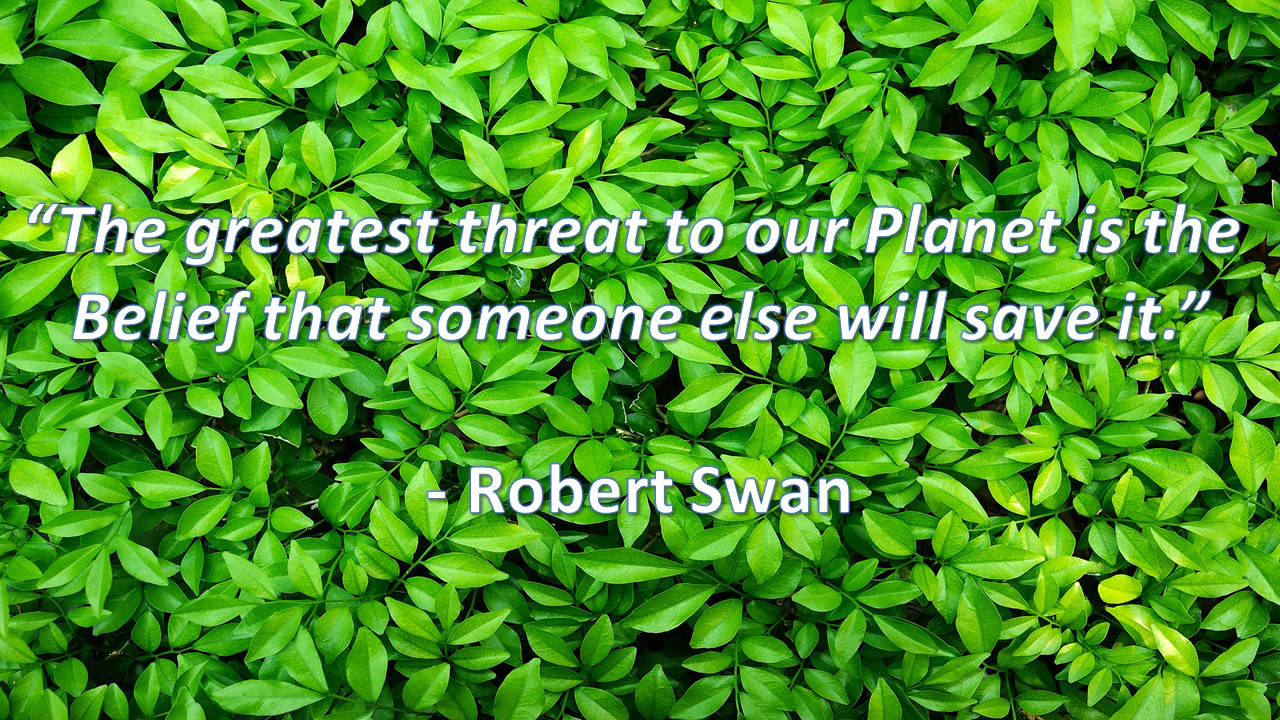 “The greatest threat to our Planet is the
Belief that someone else will save it.”
- Robert Swan